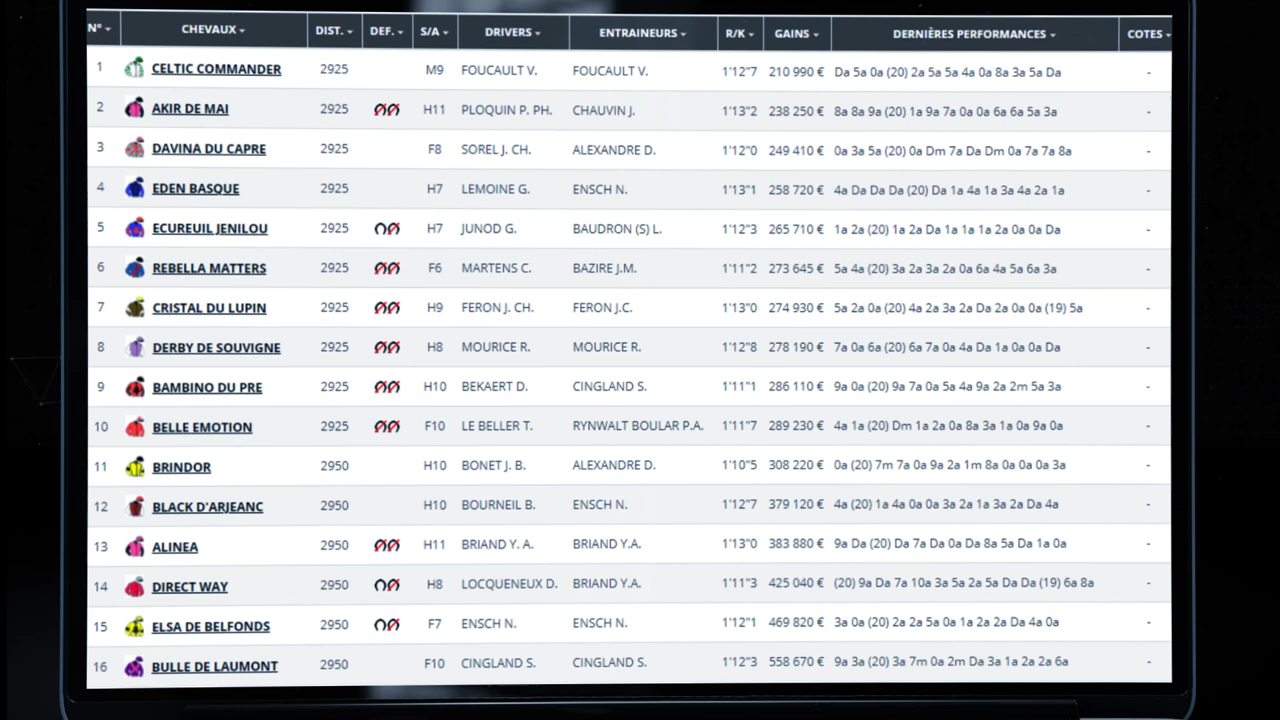 N° CHEVAUX DIST. DEF. S/A DRIVERS ENTRAINEURS R/K GAINS DERNIÈRES PERFORMANCES COTES
1 CELTIC COMMANDER 2925 M9 FOUCAULT V. FOUCAULT V. 1'12"7 210 990 € Da 5a 0a (20) 2a 5a 5a 4a 0a 8a 3a 5a Da -
2 AKIR DE MAI 2925 H11 PLOQUIN P. PH. CHAUVIN J. 1'13"2 238 250 € 8a 8a 9a (20) 1a 9a 7a 0a 0a 6a 6a 5a 3a -
3 DAVINA DU CAPRE 2925 F8 SOREL J. CH. ALEXANDRE D. 1'12"0 249 410 € 0a 3a 5a (20) 0a Dm 7a Da Dm 0a 7a 7a 8a -
4 EDEN BASQUE 2925 H7 LEMOINE G. ENSCH N. 1'13"1 258 720 € 4a Da Da Da (20) Da 1a 4a 1a 3a 4a 2a 1a -
5 ECUREUIL JENILOU 2925 H7 JUNOD G. BAUDRON (S) L. 1'12"3 265 710 € 1a 2a (20) 1a 2a Da 1a 1a 1a 2a 0a 0a Da -
6 REBELLA MATTERS 2925 F6 MARTENS C. BAZIRE J.M. 1'11"2 273 645 € 5a 4a (20) 3a 2a 3a 2a 0a 6a 4a 5a 6a 3a -
7 CRISTAL DU LUPIN 2925 H9 FERON J. CH. FERON J.C. 1'13"0 274 930 € 5a 2a 0a (20) 4a 2a 3a 2a Da 2a 0a 0a (19) 5a -
8 DERBY DE SOUVIGNE 2925 H8 MOURICE R. MOURICE R. 1'12"8 278 190 € 7a 0a 6a (20) 6a 7a 0a 4a Da 1a 0a 0a Da -
9 BAMBINO DU PRE 2925 H10 BEKAERT D. CINGLAND S. 1'11"1 286 110 € 9a 0a (20) 9a 7a 0a 5a 4a 9a 2a 2m 5a 3a -
10 BELLE EMOTION 2925 F10 LE BELLER T. RYNWALT BOULAR P.A. 1'11"7 289 230 € 4a 1a (20) Dm 1a 2a 0a 8a 3a 1a 0a 9a 0a -
11 BRINDOR 2950 H10 BONET J. B. ALEXANDRE D. 1'10"5 308 220 € 0a (20) 7m 7a 0a 9a 2a 1m 8a 0a 0a 0a 3a -
12 BLACK D'ARJEANC 2950 H10 BOURNEIL B. ENSCH N. 1'12"7 379 120 € 4a (20) 1a 4a 0a 0a 3a 2a 1a 3a 2a Da 4a -
13 ALINEA 2950 H11 BRIAND Y. A. BRIAND Y.A. 1'13"0 383 880 € 9a Da (20) Da 7a Da 0a Da 8a 5a Da 1a 0a -
14 DIRECT WAY 2950 H8 LOCQUENEUX D. BRIAND Y.A. 1'11"3 425 040 € (20) 9a Da 7a 10a 3a 5a 2a 5a Da Da (19) 6a 8a -
15 ELSA DE BELFONDS 2950 F7 ENSCH N. ENSCH N. 1'12"1 469 820 € 3a 0a (20) 2a 2a 5a 0a 1a 2a 2a Da 4a 0a -
16 BULLE DE LAUMONT 2950 F10 CINGLAND S. CINGLAND S. 1'12"3 558 670 € 9a 3a (20) 3a 7m 0a 2m Da 3a 1a 2a 2a 6a -